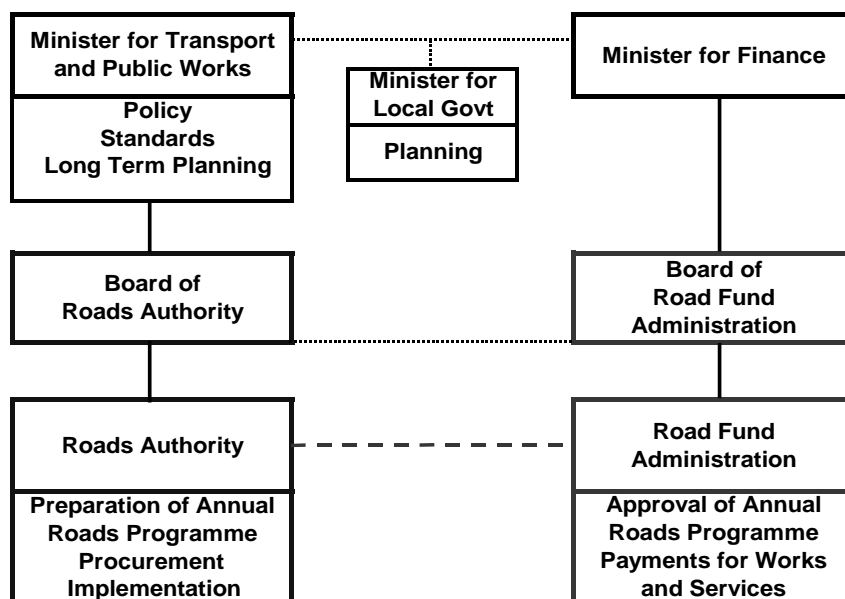 Minister for Transport
and Public Works
Policy
Standards
Long Term Planning
Minister for
Local Govt
Planning
Minister for Finance
Board of
Roads Authority
Board of
Road Fund
Administration
Roads Authority
Preparation of Annual
Roads Programme
Procurement
Implementation
Road Fund
Administration
Approval of Annual
Roads Programme
Payments for Works
and Services